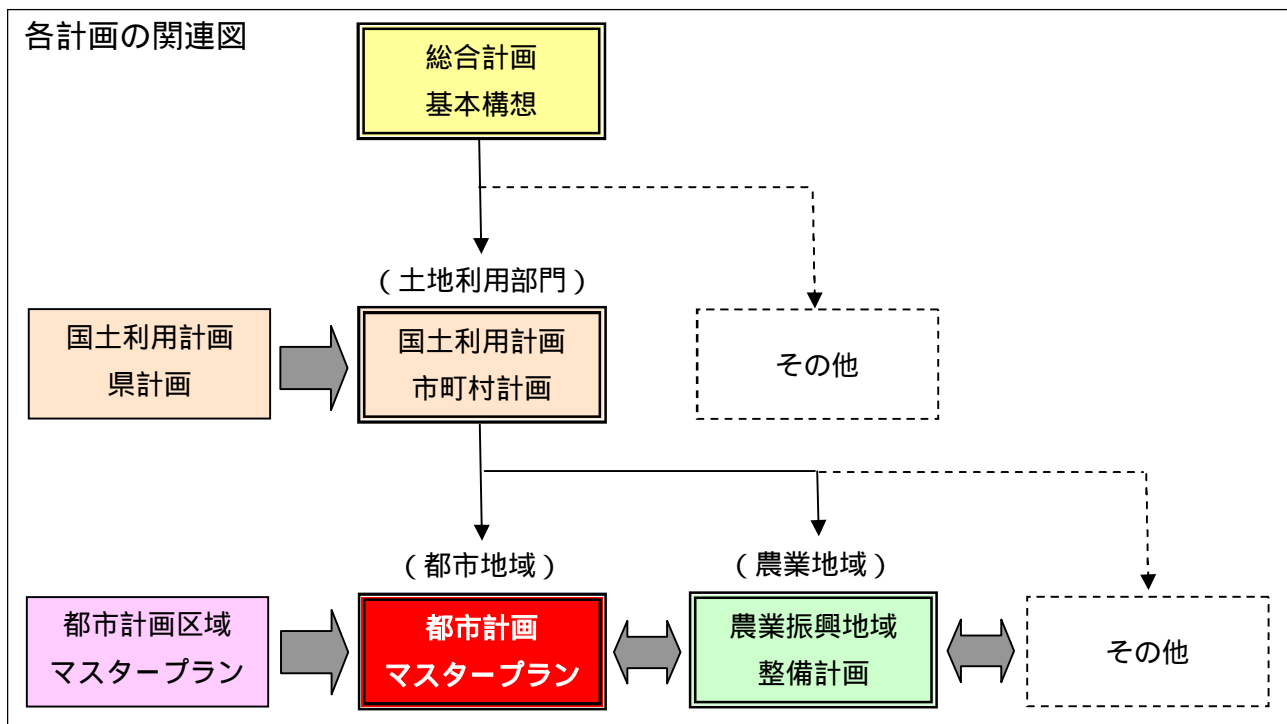 各計画の関連図
総合計画
基本構想
（土地利用部門）
国土利用計画
県計画
国土利用計画
市町村計画
その他
（都市地域）
（農業地域）
都市計画区域
マスタープラン
都市計画
マスタープラン
農業振興地域
整備計画
その他